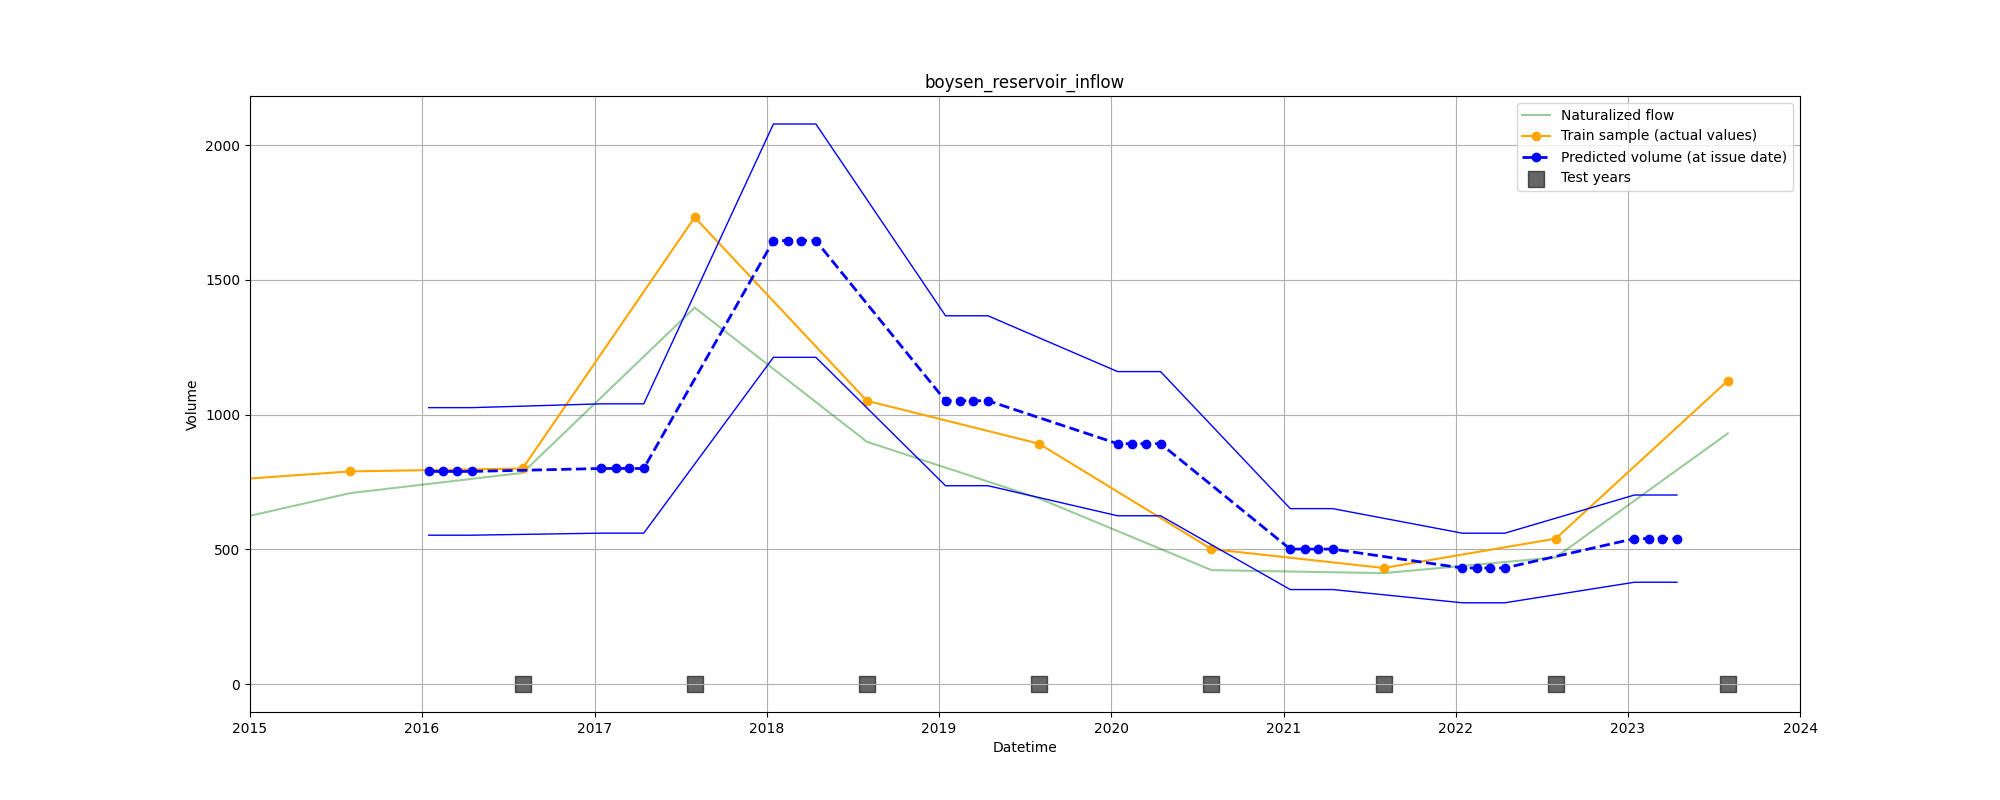 boysen_reservoir_inflow
Naturalized flow
Train sample (actual values)
Predicted volume (at issue date)
Test years
Volume
2000
1500
1000
500
0
2015 2016 2017 2018 2019 2020 2021 2022 2023 2024
Datetime